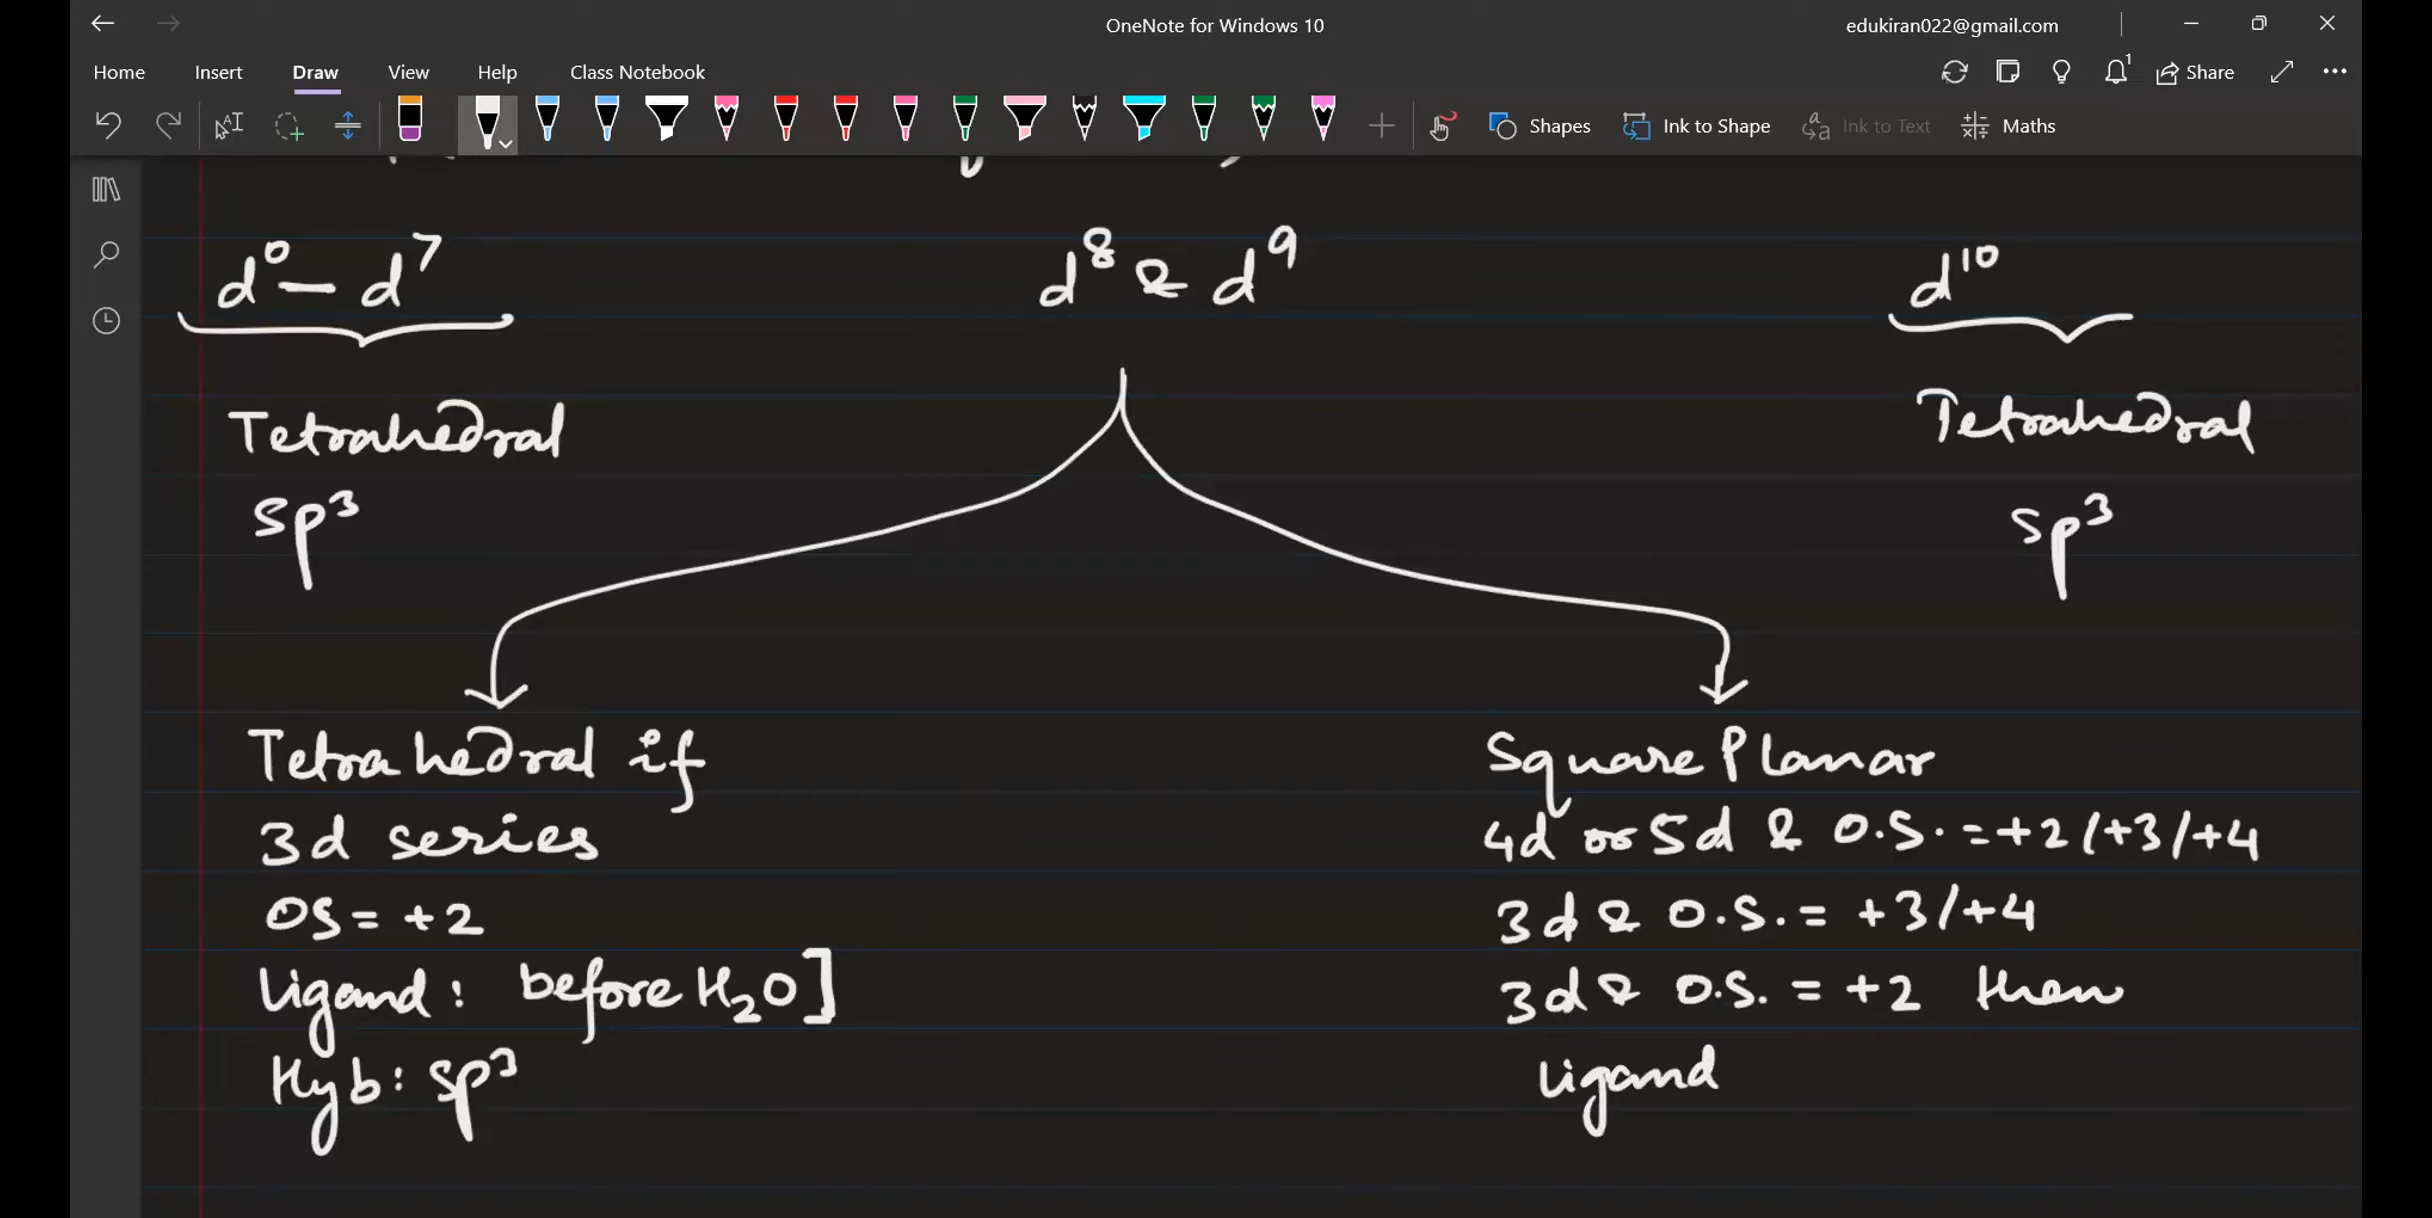 OneNote for Windows 10
edukiran022@gmail.com
Home Insert Draw View Help Class Notebook
1
Share
Shapes Ink to Shape Ink to Text Maths
d⁰ – d⁷
d⁸ & d⁹
d¹⁰
Tetrahedral
Tetrahedral
sp³
sp³
Tetrahedral if
3d series
OS = +2
Ligand : before H₂O]
Hyb : sp³
Square Planar
4d or 5d & O.S. = +2/+3/+4
3d & O.S. = +3/+4
3d & O.S. = +2 then
Ligand